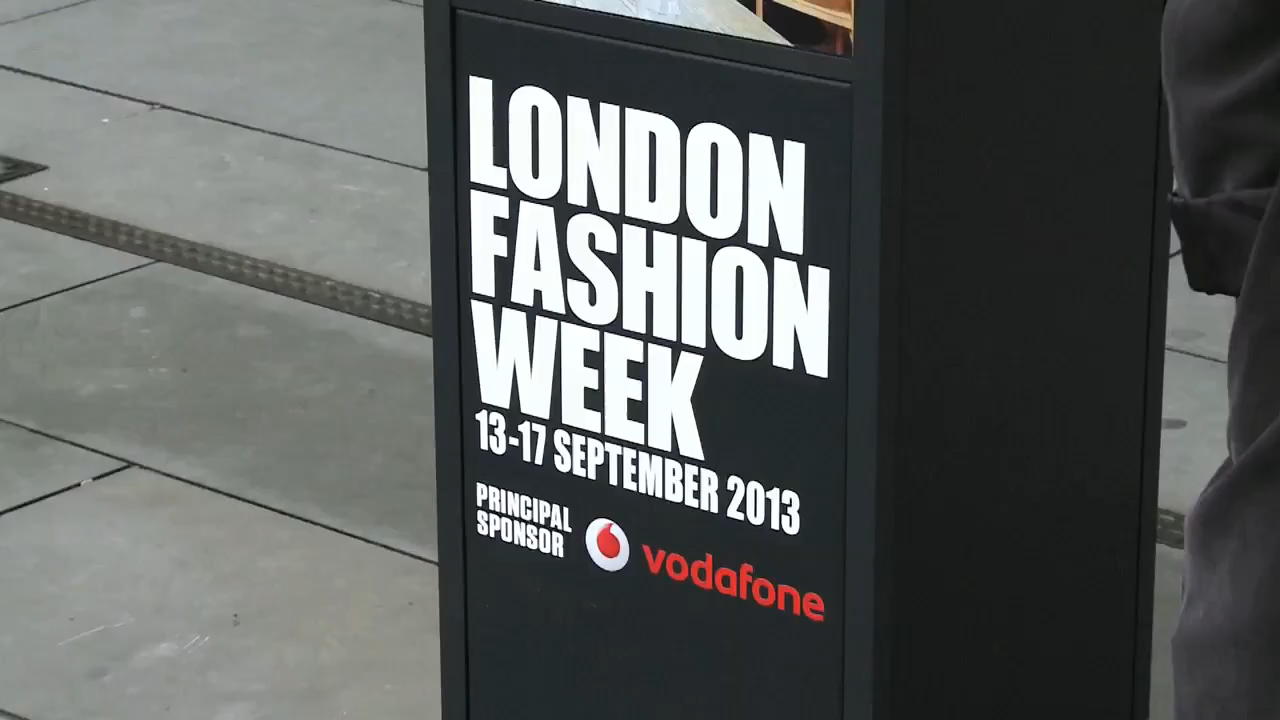 LONDON
FASHION
WEEK
13-17 SEPTEMBER 2013
PRINCIPAL
SPONSOR
vodafone